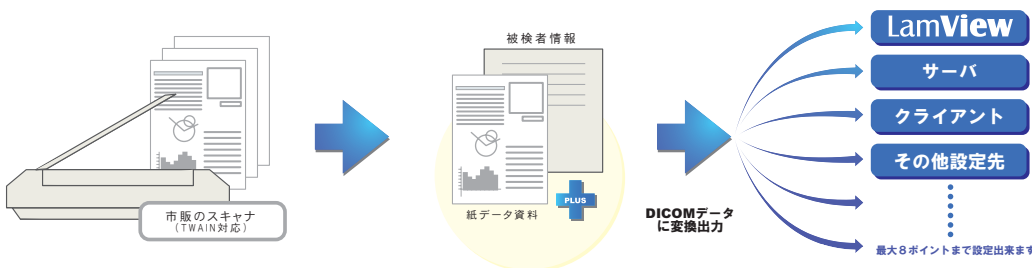 市販のスキャナ
(TWAIN対応)
被検者情報
紙データ資料
PLUS
DICOMデータ
に変換出力
LamView
サーバ
クライアント
その他設定先
最大8ポイントまで設定出来ます